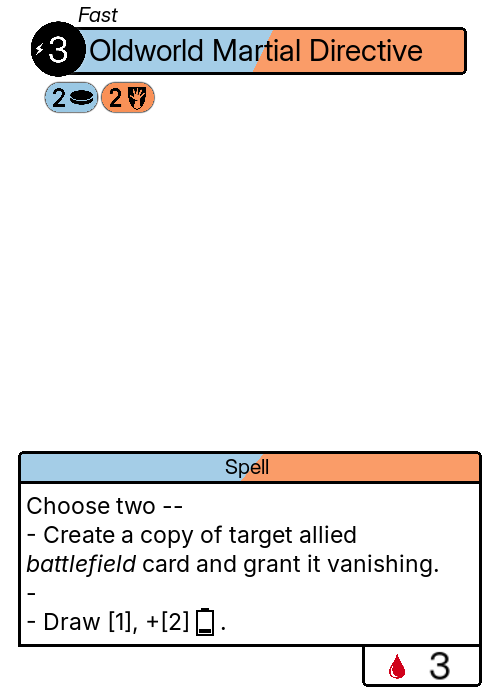 Fast
3
Oldworld Martial Directive
2 2
Spell
Choose two --
- Create a copy of target allied
battlefield card and grant it vanishing.
-
- Draw [1], +[2] .
3